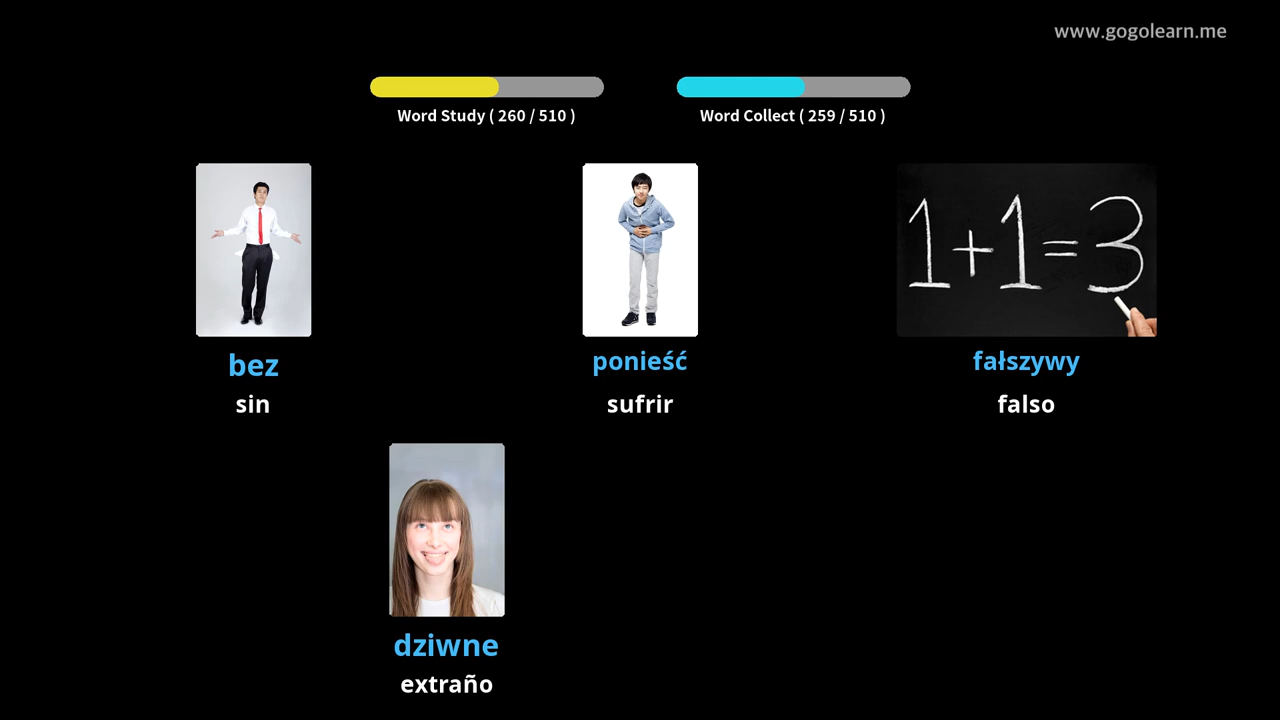 www.gogolearn.me
Word Study ( 260 / 510 )
Word Collect ( 259 / 510 )
1+1=3
bez
sin
ponieść
sufrir
fałszywy
falso
dziwne
extraño